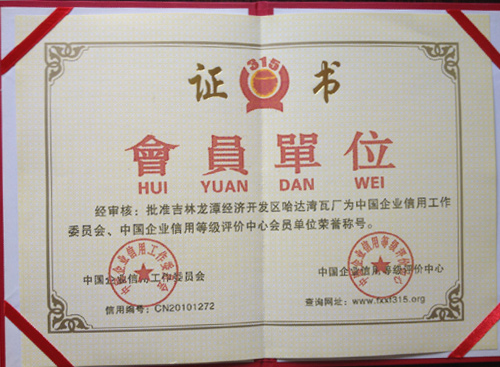 证 315 书
會員單位
HUI YUAN DAN WEI
经审核：批准吉林龙潭经济开发区哈达湾瓦厂为中国企业信用工作
委员会、中国企业信用等级评价中心会员单位荣誉称号。
中国企业信用工作委员会
中国企业信用等级评价中心
信用编号：CN20101272